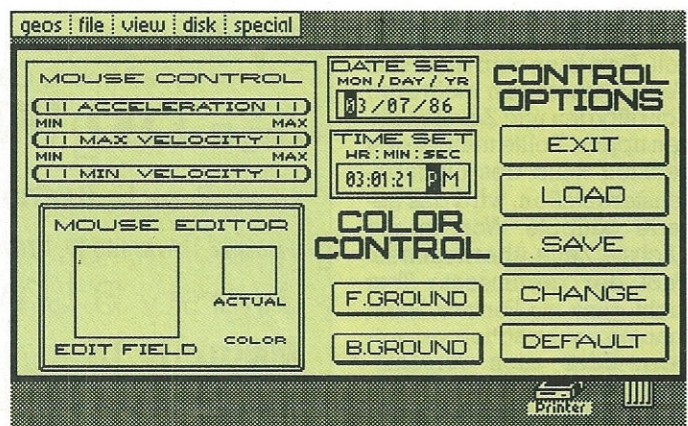 geos file view disk special
MOUSE CONTROL
ACCELERATION
MIN MAX
MAX VELOCITY
MIN MAX
MIN VELOCITY
MOUSE EDITOR
ACTUAL
COLOR
EDIT FIELD
DATE SET
MON / DAY / YR
03/07/86
TIME SET
HR : MIN : SEC
03:01:21 PM
COLOR
CONTROL
F.GROUND
B.GROUND
CONTROL
OPTIONS
EXIT
LOAD
SAVE
CHANGE
DEFAULT
Printer